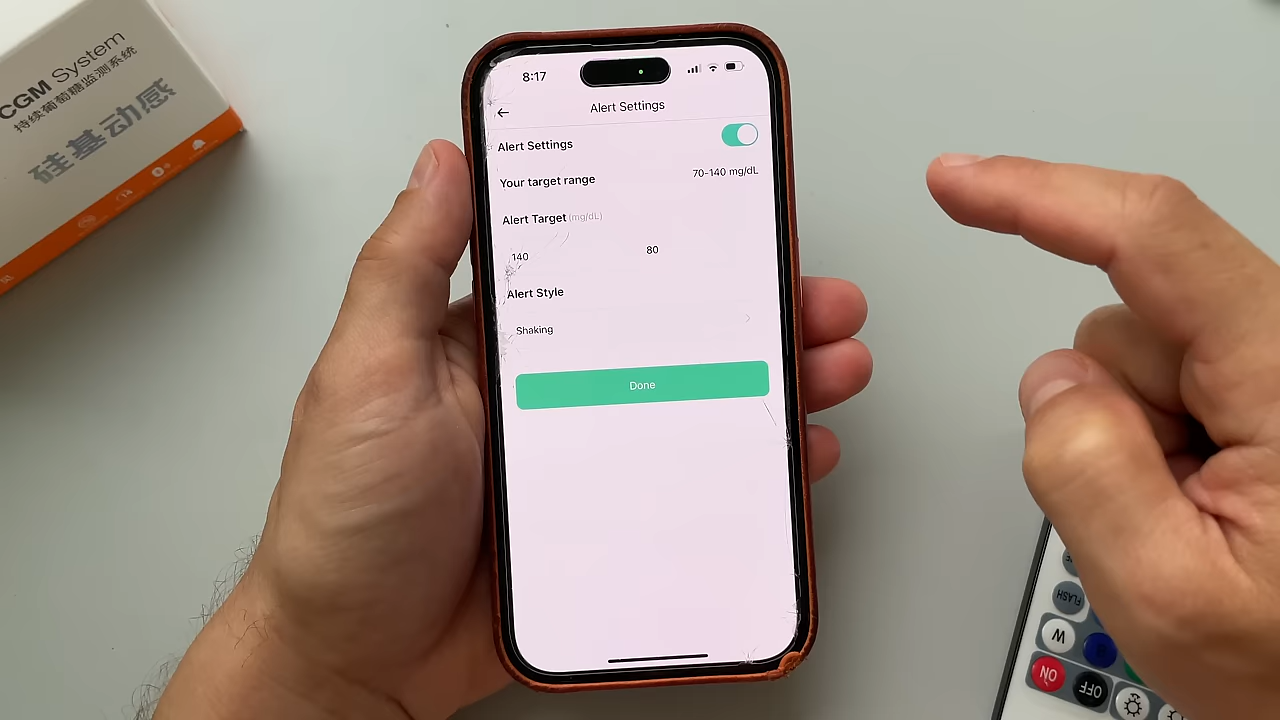 CGM System
持续葡萄糖监测系统
硅基动感
8:17
Alert Settings
Alert Settings
Your target range 70-140 mg/dL
Alert Target (mg/dL)
140 80
Alert Style
Shaking
Done
FLASH
W
B
ON
OFF